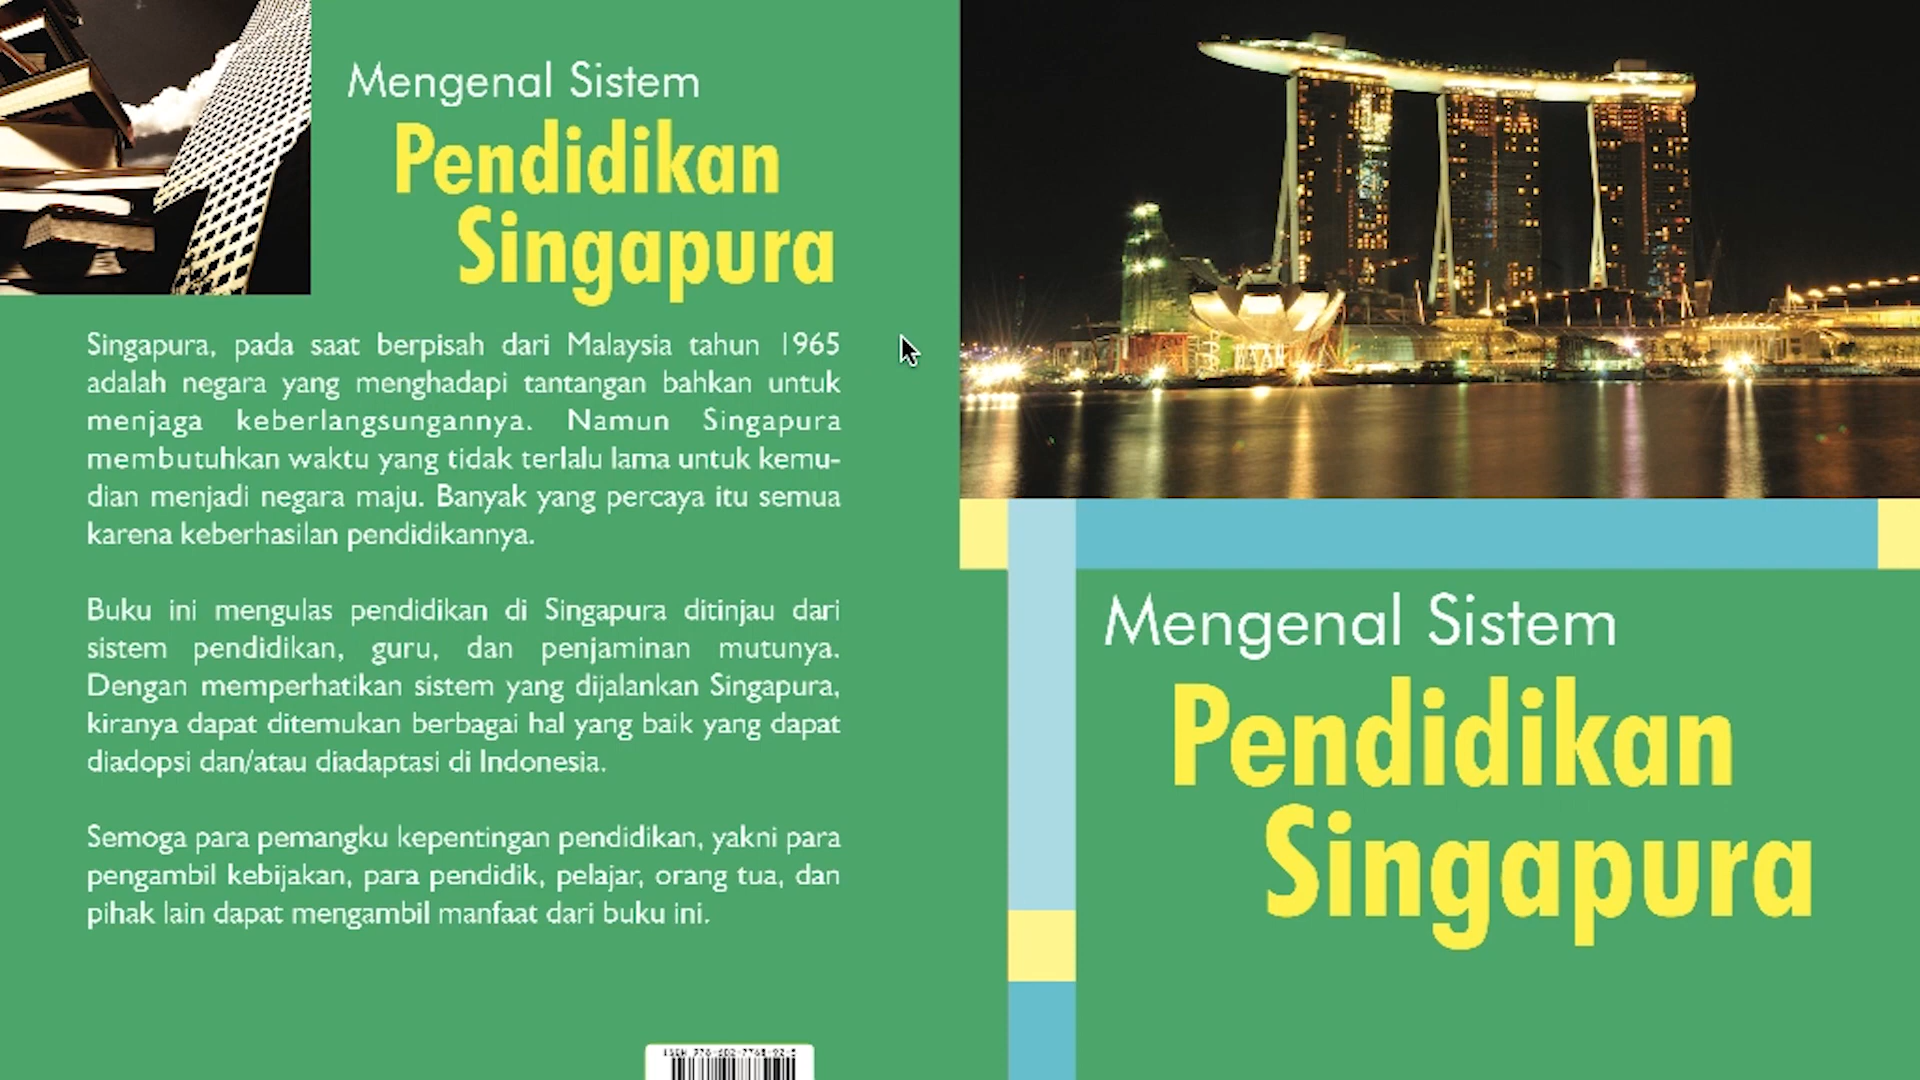 Mengenal Sistem
Pendidikan
Singapura
Singapura, pada saat berpisah dari Malaysia tahun 1965
adalah negara yang menghadapi tantangan bahkan untuk
menjaga keberlangsungannya. Namun Singapura
membutuhkan waktu yang tidak terlalu lama untuk kemu-
dian menjadi negara maju. Banyak yang percaya itu semua
karena keberhasilan pendidikannya.
Buku ini mengulas pendidikan di Singapura ditinjau dari
sistem pendidikan, guru, dan penjaminan mutunya.
Dengan memperhatikan sistem yang dijalankan Singapura,
kiranya dapat ditemukan berbagai hal yang baik yang dapat
diadopsi dan/atau diadaptasi di Indonesia.
Semoga para pemangku kepentingan pendidikan, yakni para
pengambil kebijakan, para pendidik, pelajar, orang tua, dan
pihak lain dapat mengambil manfaat dari buku ini.
ISBN
Mengenal Sistem
Pendidikan
Singapura